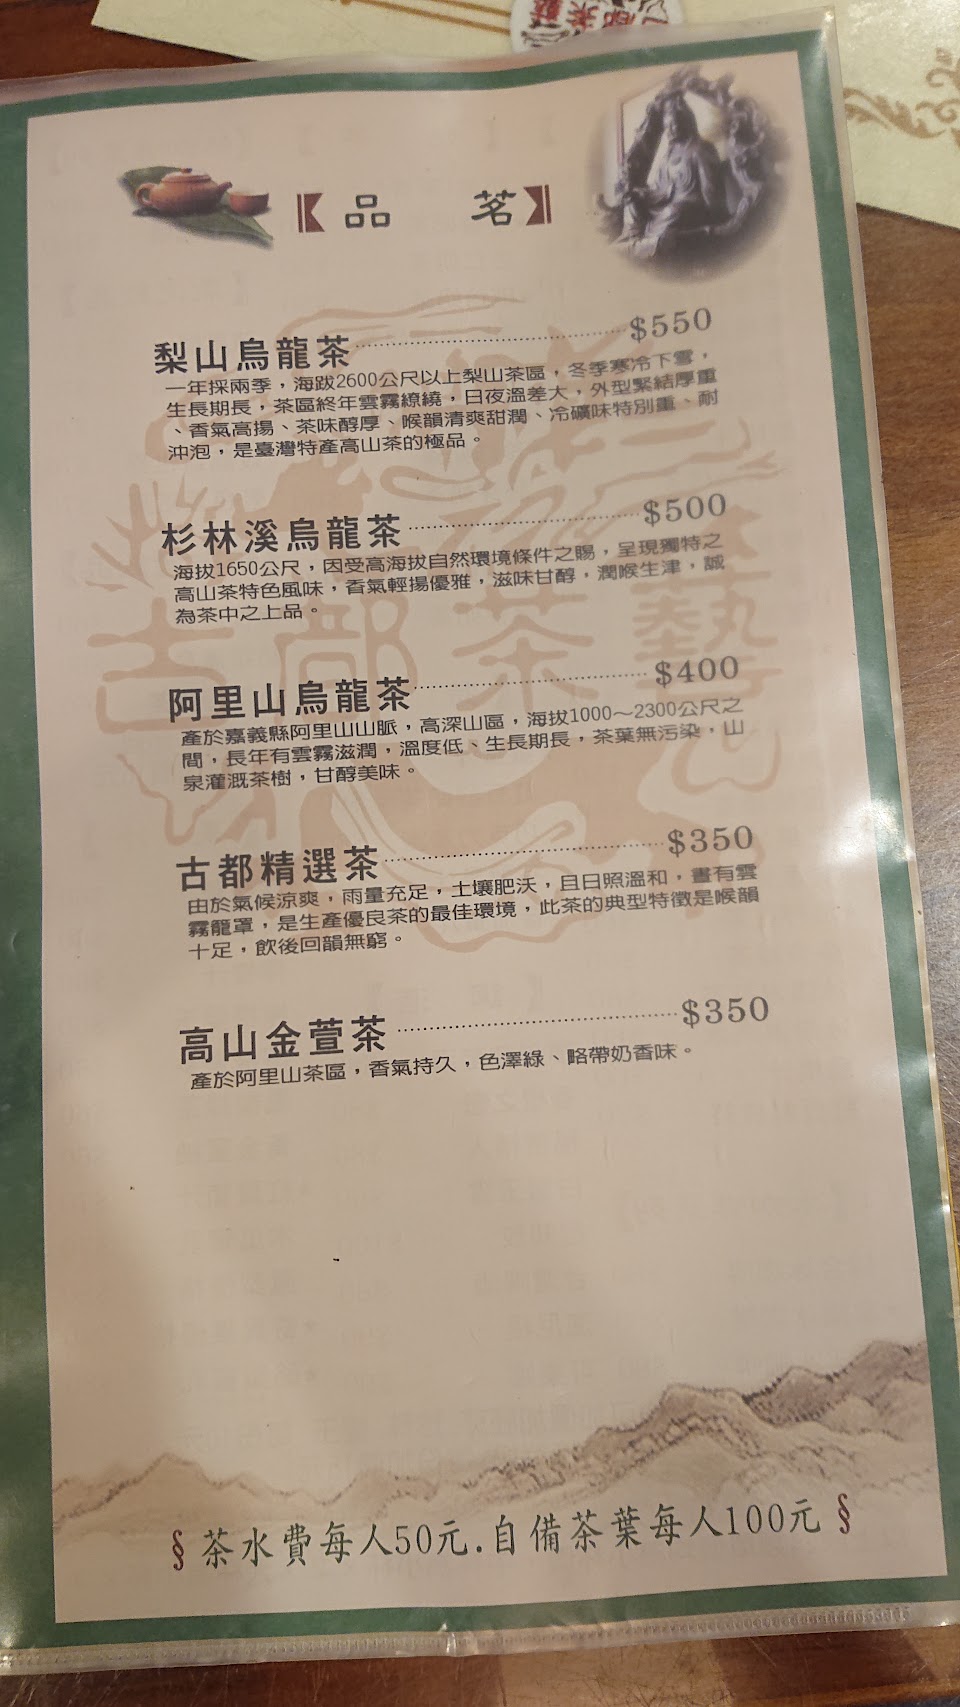 【品 茗】
梨山烏龍茶 $550
一年採兩季，海跋2600公尺以上梨山茶區，冬季寒冷下雪，
生長期長，茶區終年雲霧繚繞，日夜溫差大，外型緊結厚重
、香氣高揚、茶味醇厚、喉韻清爽甜潤、冷礦味特別重、耐
沖泡，是臺灣特產高山茶的極品。
杉林溪烏龍茶 $500
海拔1650公尺，因受高海拔自然環境條件之賜，呈現獨特之
高山茶特色風味，香氣輕揚優雅，滋味甘醇，潤喉生津，誠
為茶中之上品。
阿里山烏龍茶 $400
產於嘉義縣阿里山山脈，高深山區，海拔1000～2300公尺之
間，長年有雲霧滋潤，溫度低、生長期長，茶葉無污染，山
泉灌溉茶樹，甘醇美味。
古都精選茶 $350
由於氣候涼爽，雨量充足，土壤肥沃，且日照溫和，晝有雲
霧籠罩，是生產優良茶的最佳環境，此茶的典型特徵是喉韻
十足，飲後回韻無窮。
高山金萱茶 $350
產於阿里山茶區，香氣持久，色澤綠、略帶奶香味。
古都茶藝
§茶水費每人50元.自備茶葉每人100元§